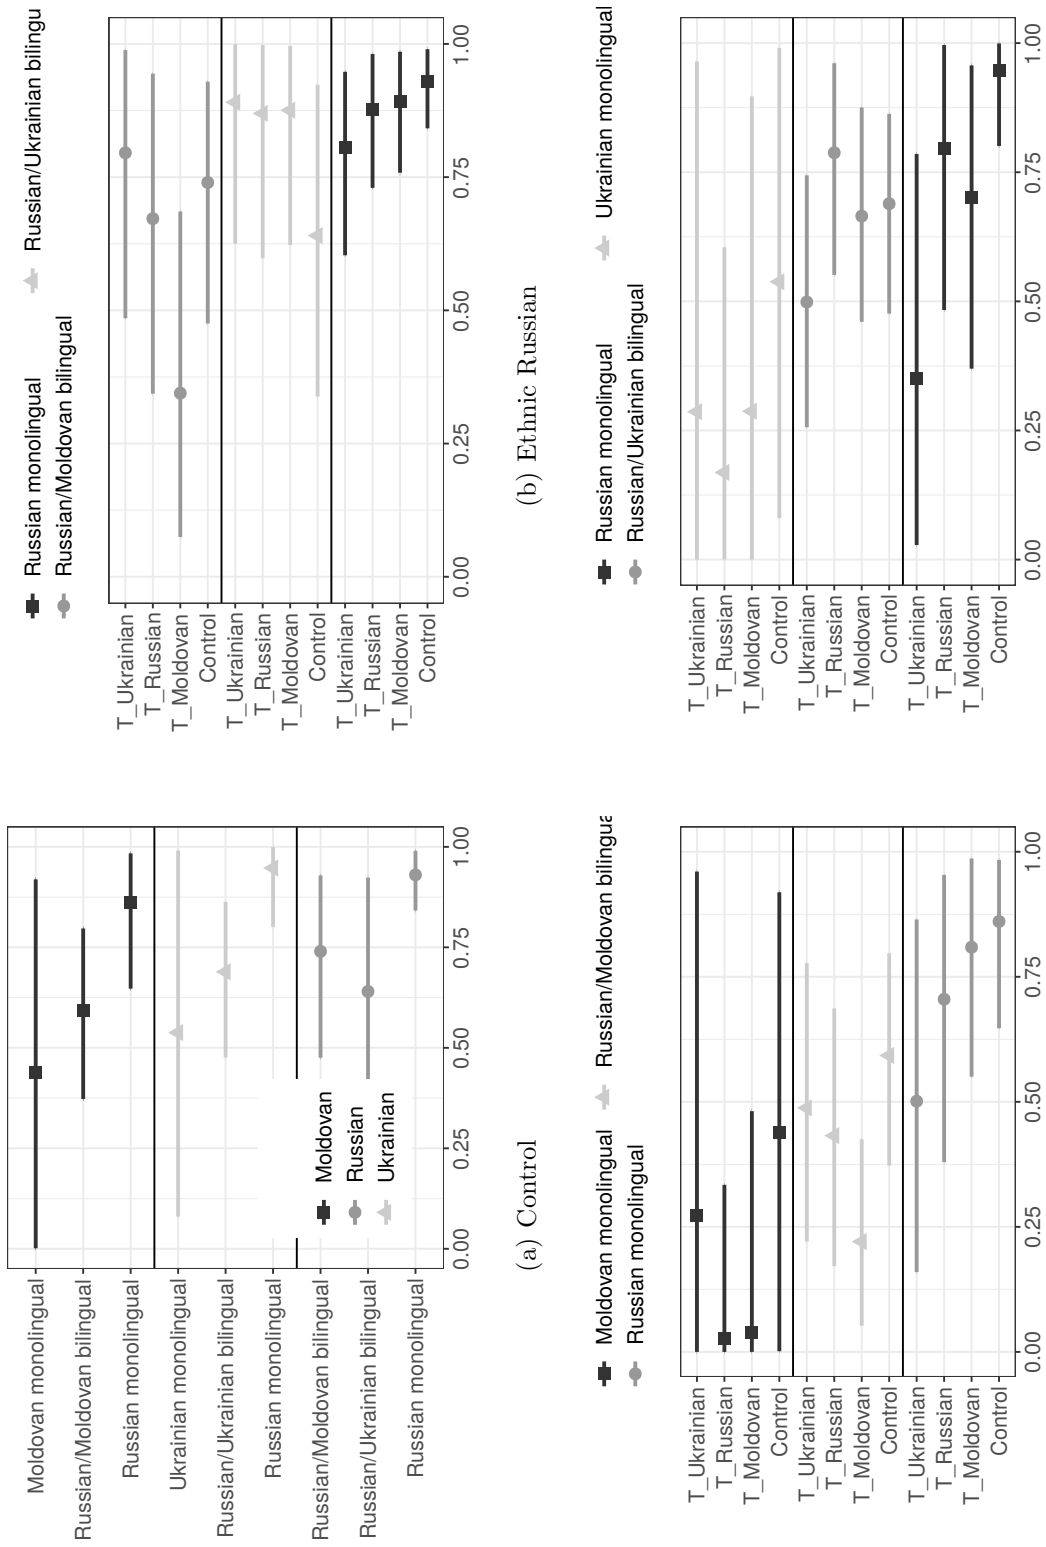 Moldovan monolingual
Russian/Moldovan bilingual
Russian monolingual
Ukrainian monolingual
Russian/Ukrainian bilingual
Russian monolingual
Russian/Moldovan bilingual
Russian/Ukrainian bilingual
Russian monolingual
Moldovan
Russian
Ukrainian
0.00 0.25 0.50 0.75 1.00
(a) Control
Russian monolingual Russian/Ukrainian bilingu
Russian/Moldovan bilingual
T_Ukrainian
T_Russian
T_Moldovan
Control
T_Ukrainian
T_Russian
T_Moldovan
Control
T_Ukrainian
T_Russian
T_Moldovan
Control
0.00 0.25 0.50 0.75 1.00
(b) Ethnic Russian
Moldovan monolingual Russian/Moldovan bilingua
Russian monolingual
T_Ukrainian
T_Russian
T_Moldovan
Control
T_Ukrainian
T_Russian
T_Moldovan
Control
T_Ukrainian
T_Russian
T_Moldovan
Control
0.00 0.25 0.50 0.75 1.00
Russian monolingual Ukrainian monolingual
Russian/Ukrainian bilingual
T_Ukrainian
T_Russian
T_Moldovan
Control
T_Ukrainian
T_Russian
T_Moldovan
Control
T_Ukrainian
T_Russian
T_Moldovan
Control
0.00 0.25 0.50 0.75 1.00